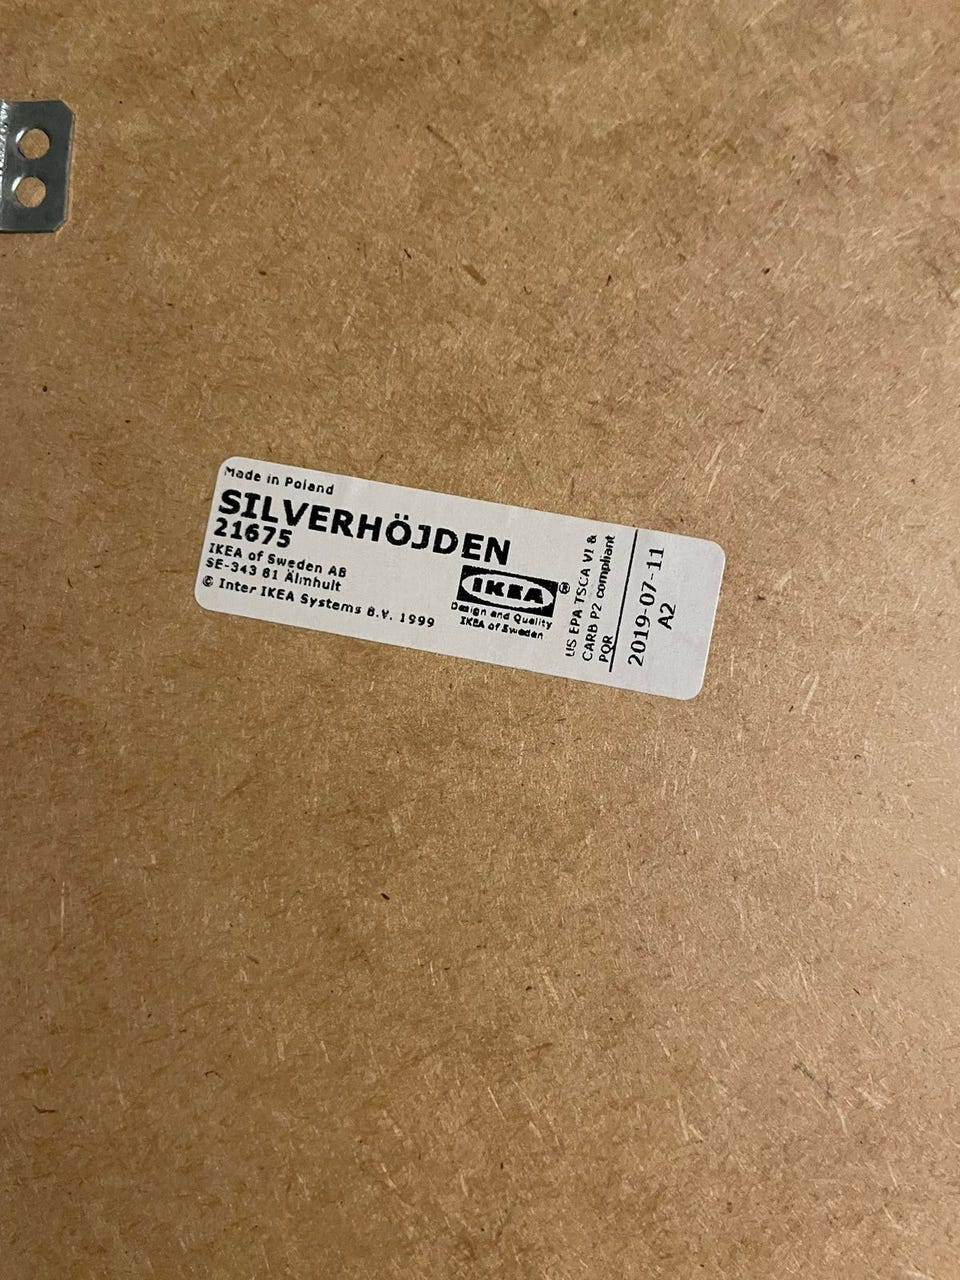 Made in Poland
SILVERHÖJDEN
21675
IKEA of Sweden AB
SE-343 81 Älmhult
© Inter IKEA Systems B.V. 1999
IKEA®
Design and Quality
IKEA of Sweden
US EPA TSCA VI &
CARB P2 compliant
PQR
2019-07-11
A2